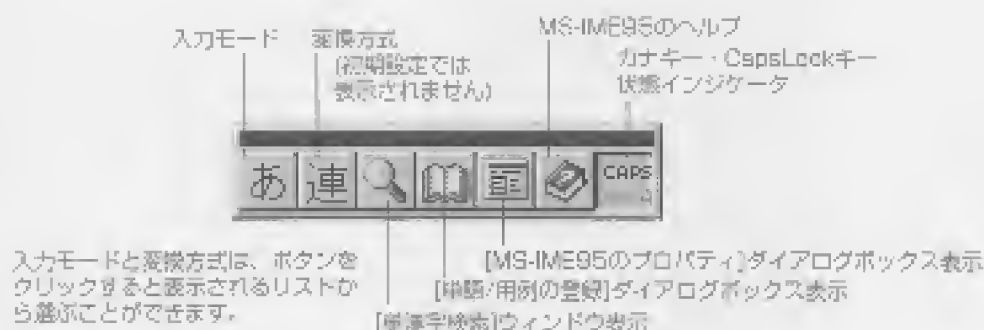 MS-IME95のヘルプ
入力モード
変換方式
(初期設定では
表示されません)
カナキー・CapsLockキー
状態インジケータ
あ 連 CAPS
入力モードと変換方式は、ボタンを
クリックすると表示されるリストか
ら選ぶことができます。
[MS-IME95のプロパティ]ダイアログボックス表示
[単語/用例の登録]ダイアログボックス表示
[単漢字検索]ウィンドウ表示